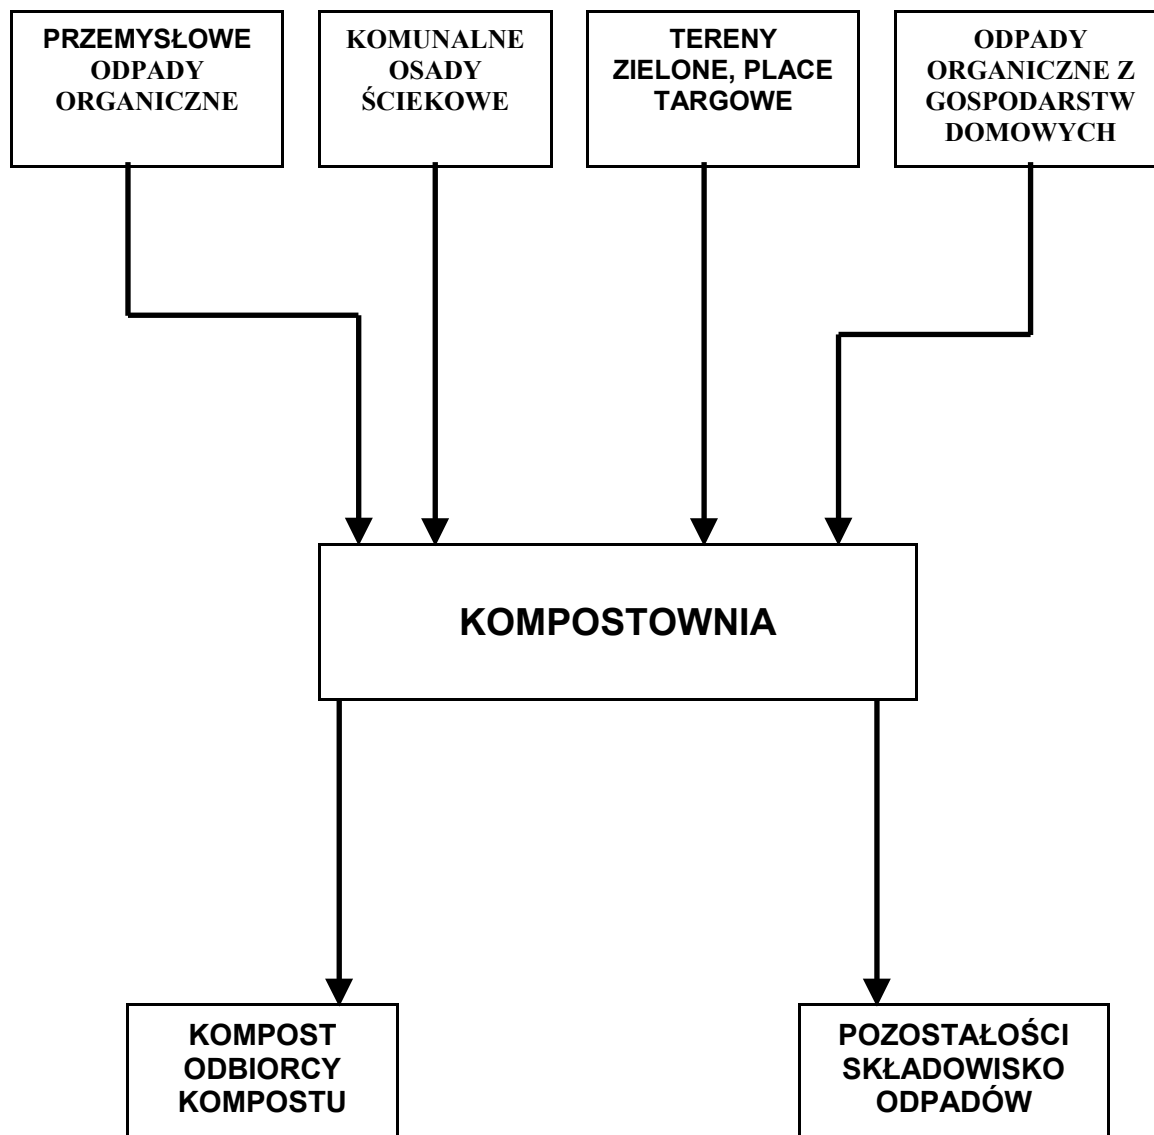 PRZEMYSŁOWE
ODPADY
ORGANICZNE
KOMUNALNE
OSADY
ŚCIEKOWE
TERENY
ZIELONE, PLACE
TARGOWE
ODPADY
ORGANICZNE Z
GOSPODARSTW
DOMOWYCH
KOMPOSTOWNIA
KOMPOST
ODBIORCY
KOMPOSTU
POZOSTAŁOŚCI
SKŁADOWISKO
ODPADÓW